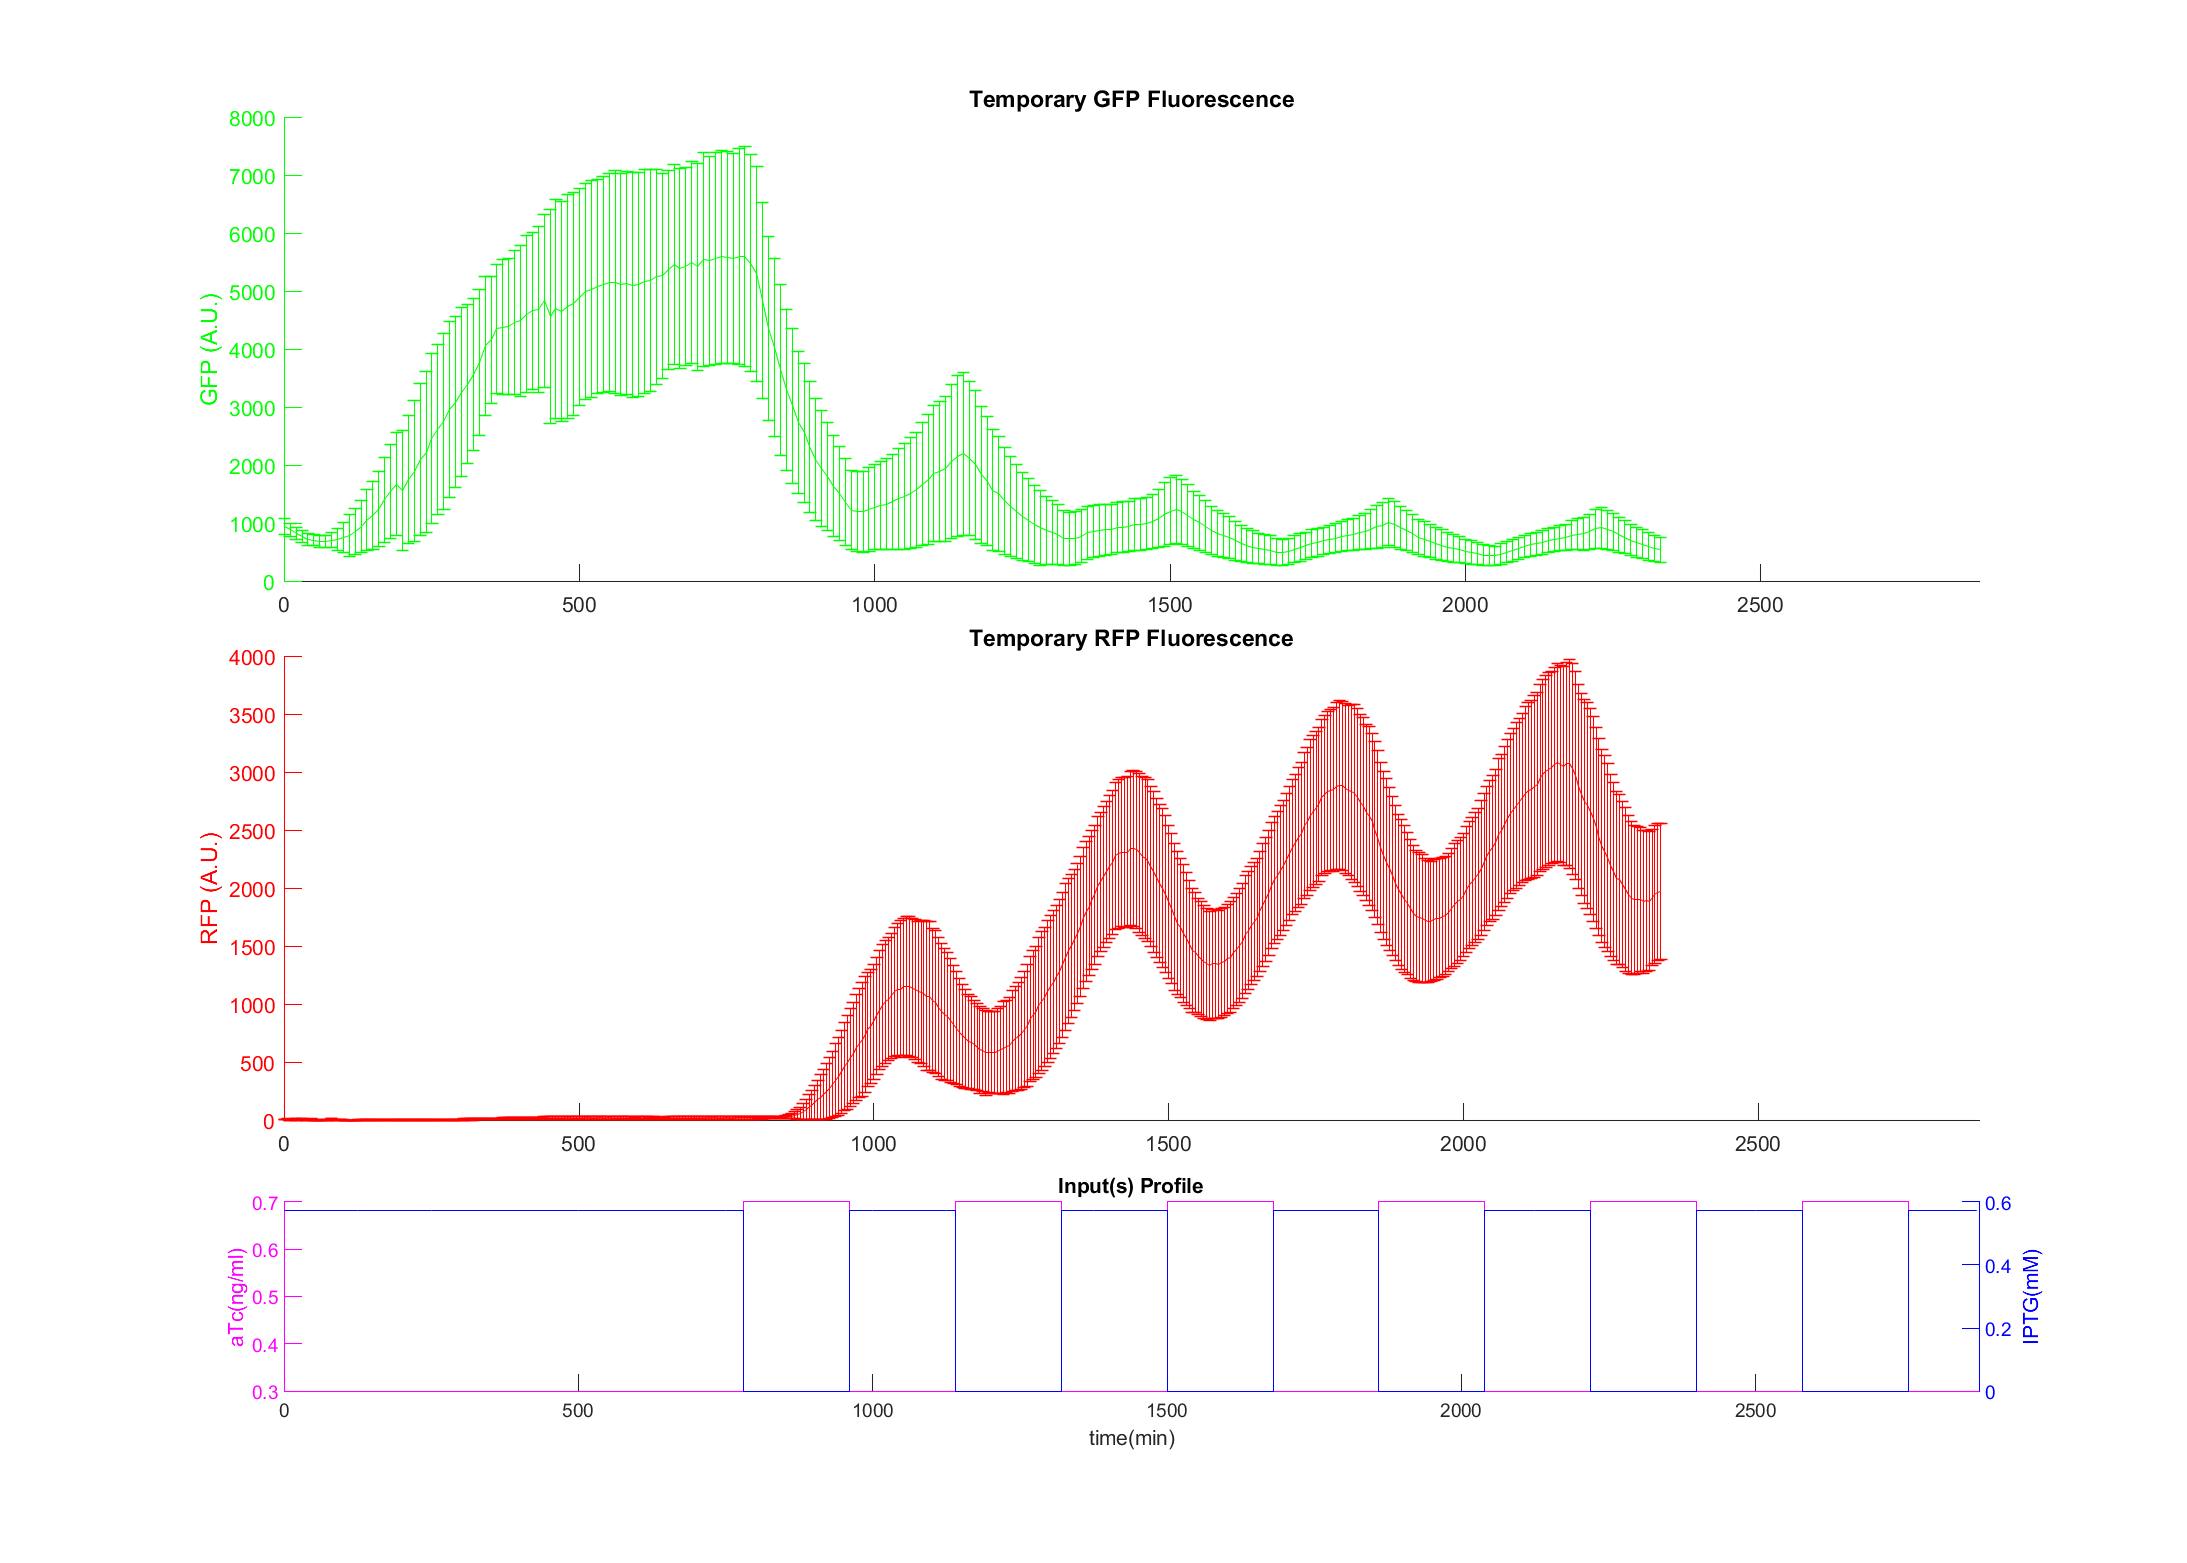 Temporary GFP Fluorescence
8000
7000
6000
5000
4000
3000
2000
1000
0
GFP (A.U.)
0 500 1000 1500 2000 2500
Temporary RFP Fluorescence
4000
3500
3000
2500
2000
1500
1000
500
0
RFP (A.U.)
0 500 1000 1500 2000 2500
Input(s) Profile
0.7
0.6
0.5
0.4
0.3
aTc(ng/ml)
0.6
0.4
0.2
0
IPTG(mM)
0 500 1000 1500 2000 2500
time(min)